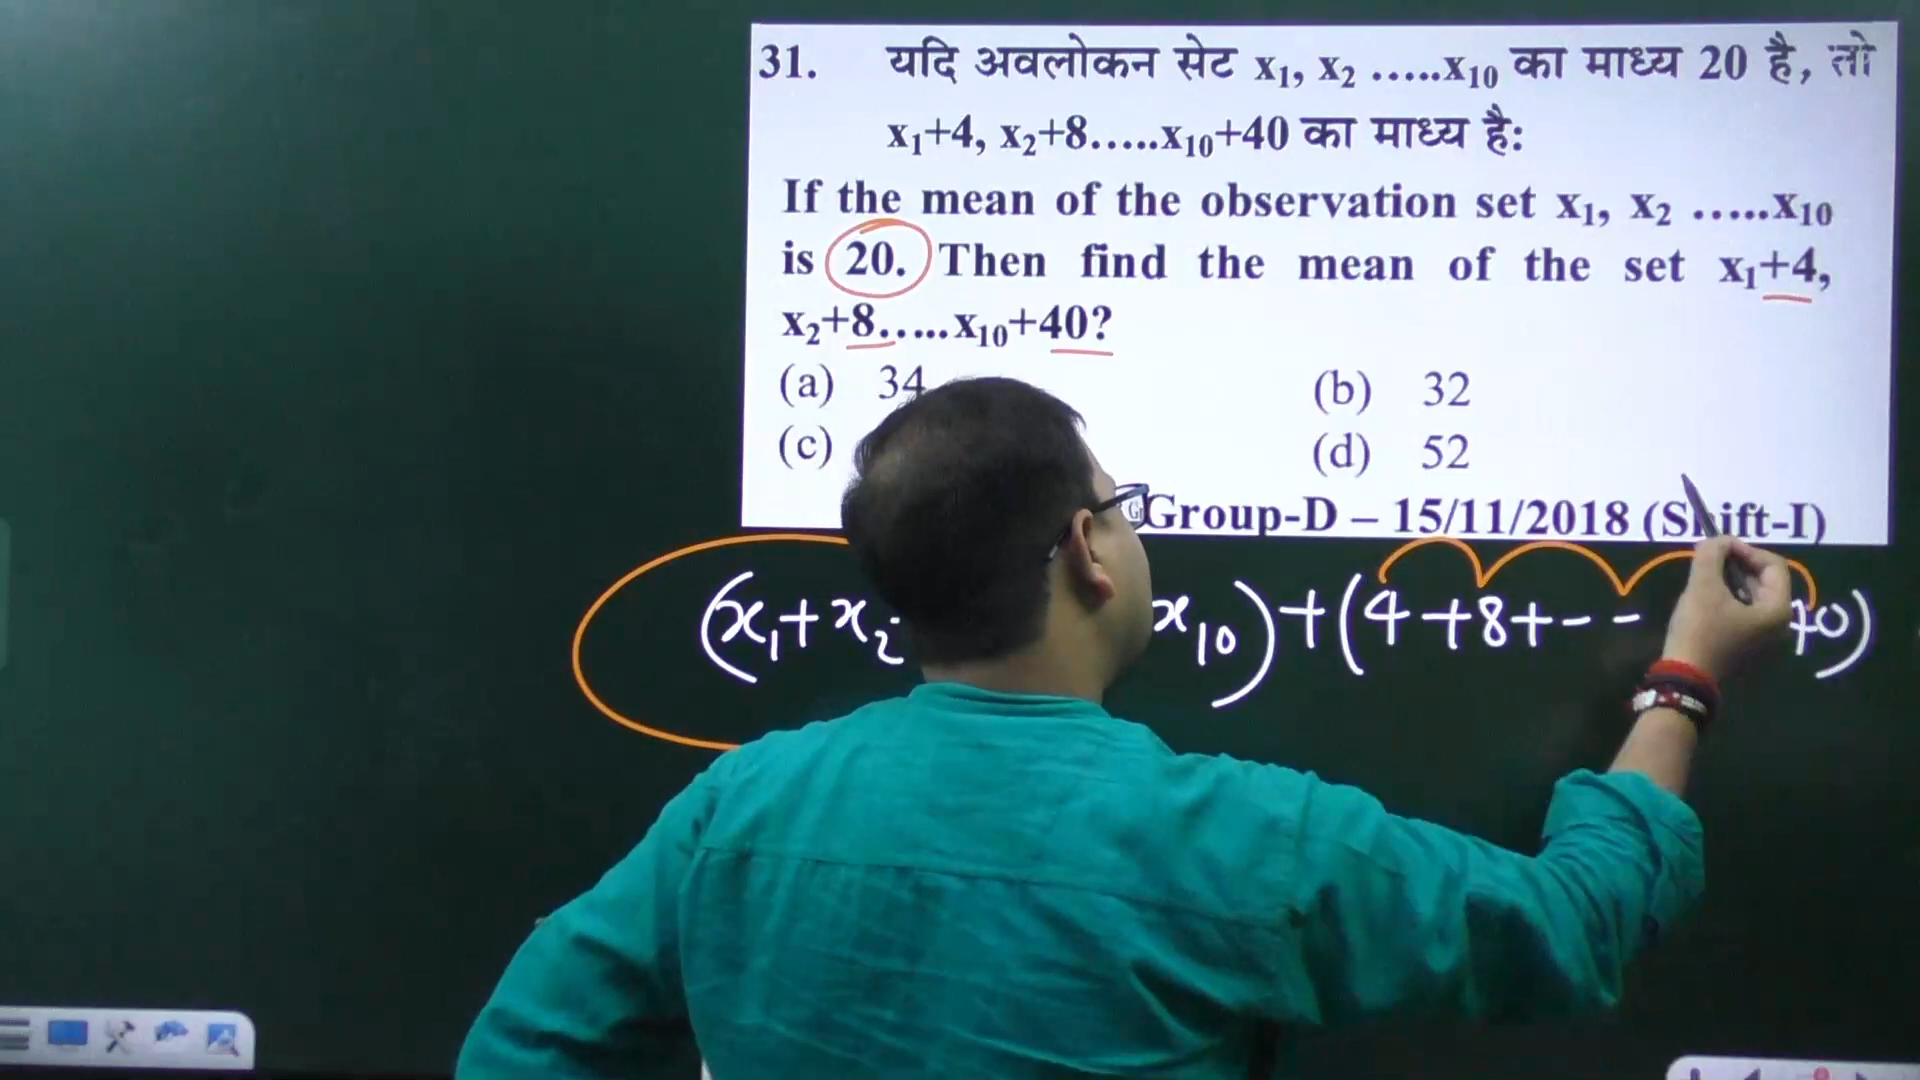 31. यदि अवलोकन सेट x₁, x₂ .....x₁₀ का माध्य 20 है, तो
x₁+4, x₂+8.....x₁₀+40 का माध्य है:
If the mean of the observation set x₁, x₂ ......x₁₀
is 20. Then find the mean of the set x₁+4,
x₂+8.....x₁₀+40?
(a) 34 (b) 32
(c) (d) 52
Group-D – 15/11/2018 (Shift-I)
(x₁+x₂ x₁₀)+(4+8+-- 40)